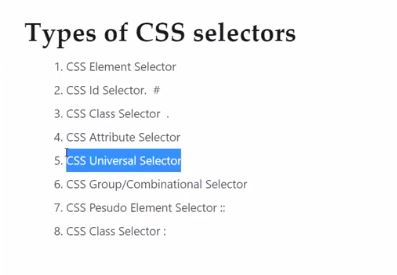 Types of CSS selectors
1. CSS Element Selector
2. CSS Id Selector. #
3. CSS Class Selector .
4. CSS Attribute Selector
5. CSS Universal Selector
6. CSS Group/Combinational Selector
7. CSS Pesudo Element Selector ::
8. CSS Class Selector :